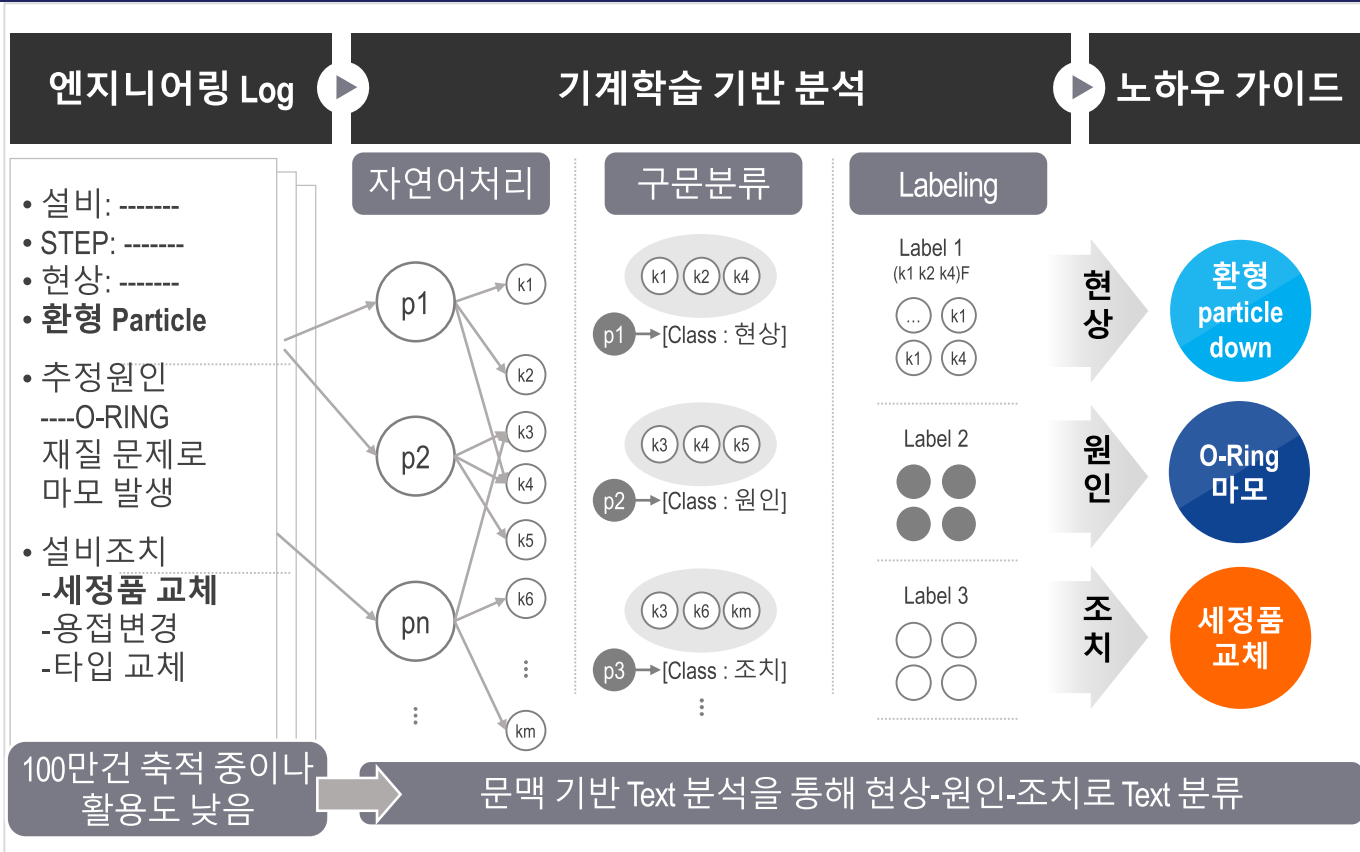 엔지니어링 Log
기계학습 기반 분석
노하우 가이드
• 설비: -------
• STEP: -------
• 현상: -------
• 환형 Particle
• 추정원인
----O-RING
재질 문제로
마모 발생
• 설비조치
-세정품 교체
-용접변경
-타입 교체
100만건 축적 중이나
활용도 낮음
자연어처리
p1
p2
pn
⋮
k1
k2
k3
k4
k5
k6
⋮
km
구문분류
k1 k2 k4
p1 [Class : 현상]
k3 k4 k5
p2 [Class : 원인]
k3 k6 km
p3 [Class : 조치]
⋮
Labeling
Label 1
(k1 k2 k4)F
... k1
k1 k4
Label 2
Label 3
현상
원인
조치
환형
particle
down
O-Ring
마모
세정품
교체
문맥 기반 Text 분석을 통해 현상-원인-조치로 Text 분류